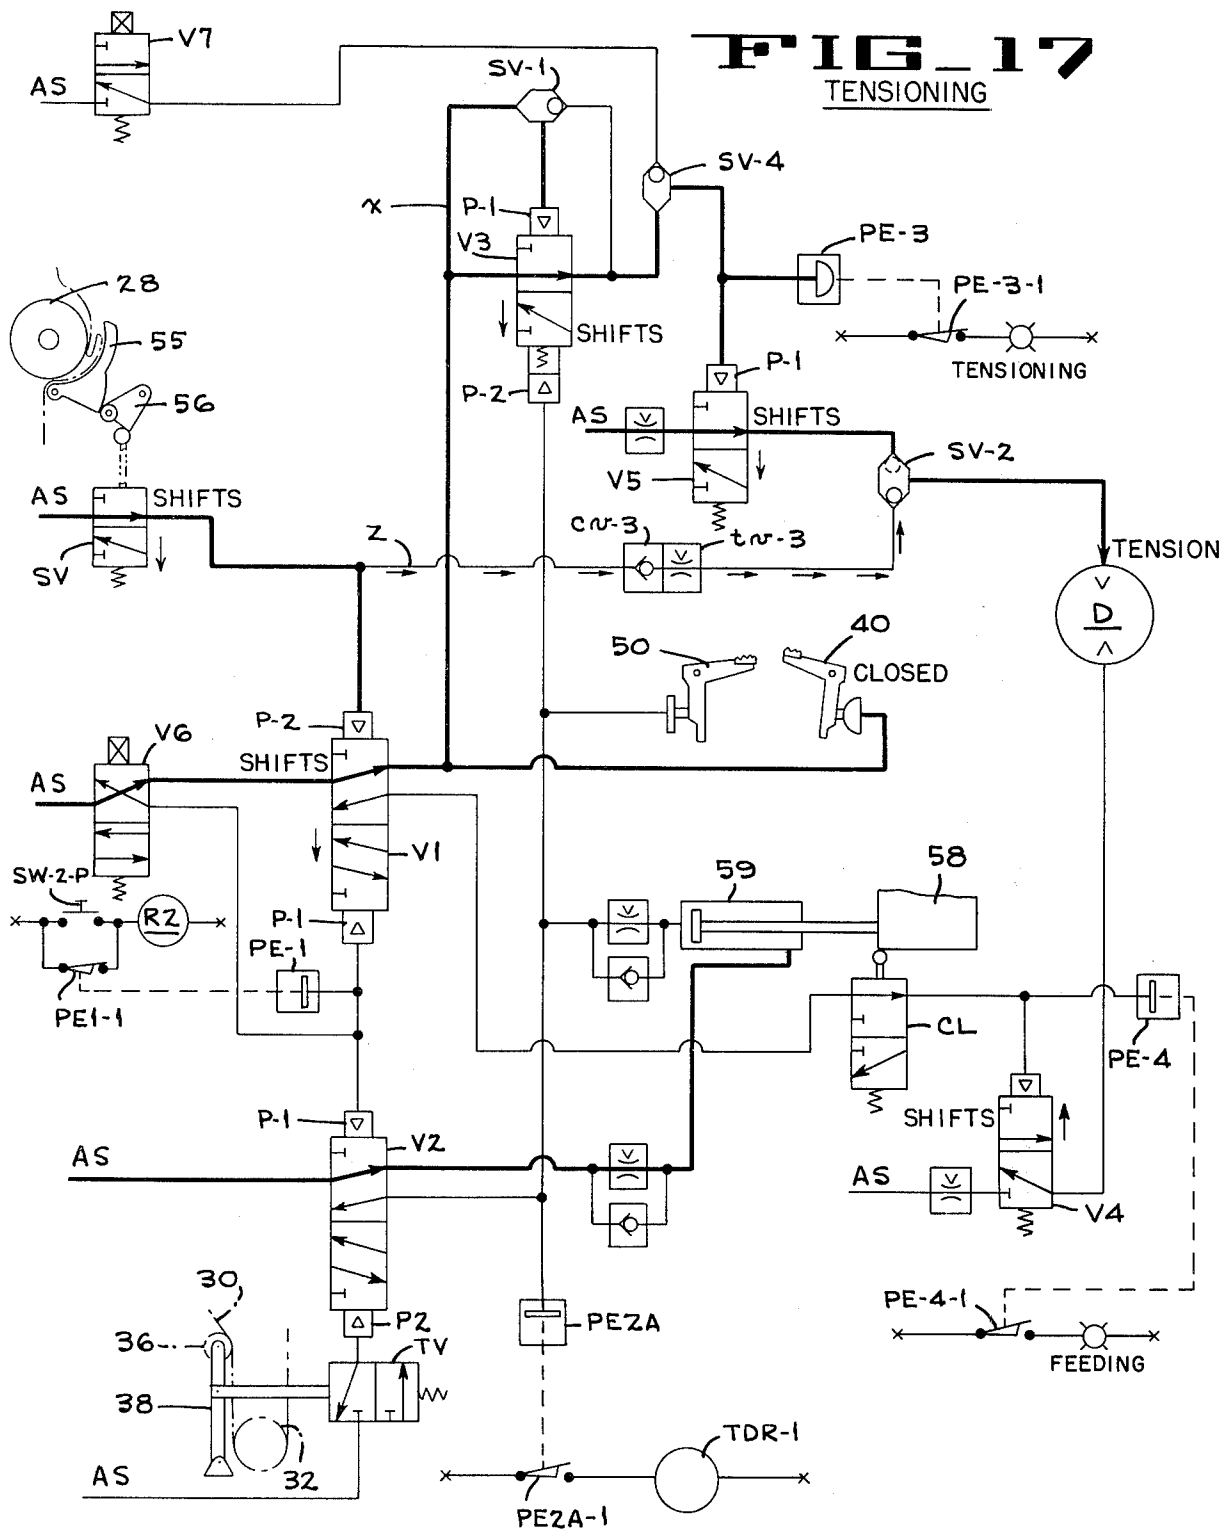 FIG_17
TENSIONING
V7
AS
SV-1
SV-4
x
P-1
V3
PE-3
PE-3-1
SHIFTS
TENSIONING
28
55
56
P-2
P-1
AS
SHIFTS
SV-2
V5
AS
SHIFTS
SV
Z
cv-3
tv-3
TENSION
D
50
40
CLOSED
P-2
V6
SHIFTS
AS
V1
SW-2-P
R2
P-1
PE-1
PE1-1
59
58
CL
PE-4
P-1
V2
AS
SHIFTS
AS
V4
30
36
38
32
P2
TV
AS
PE2A
PE-4-1
FEEDING
TDR-1
PE2A-1